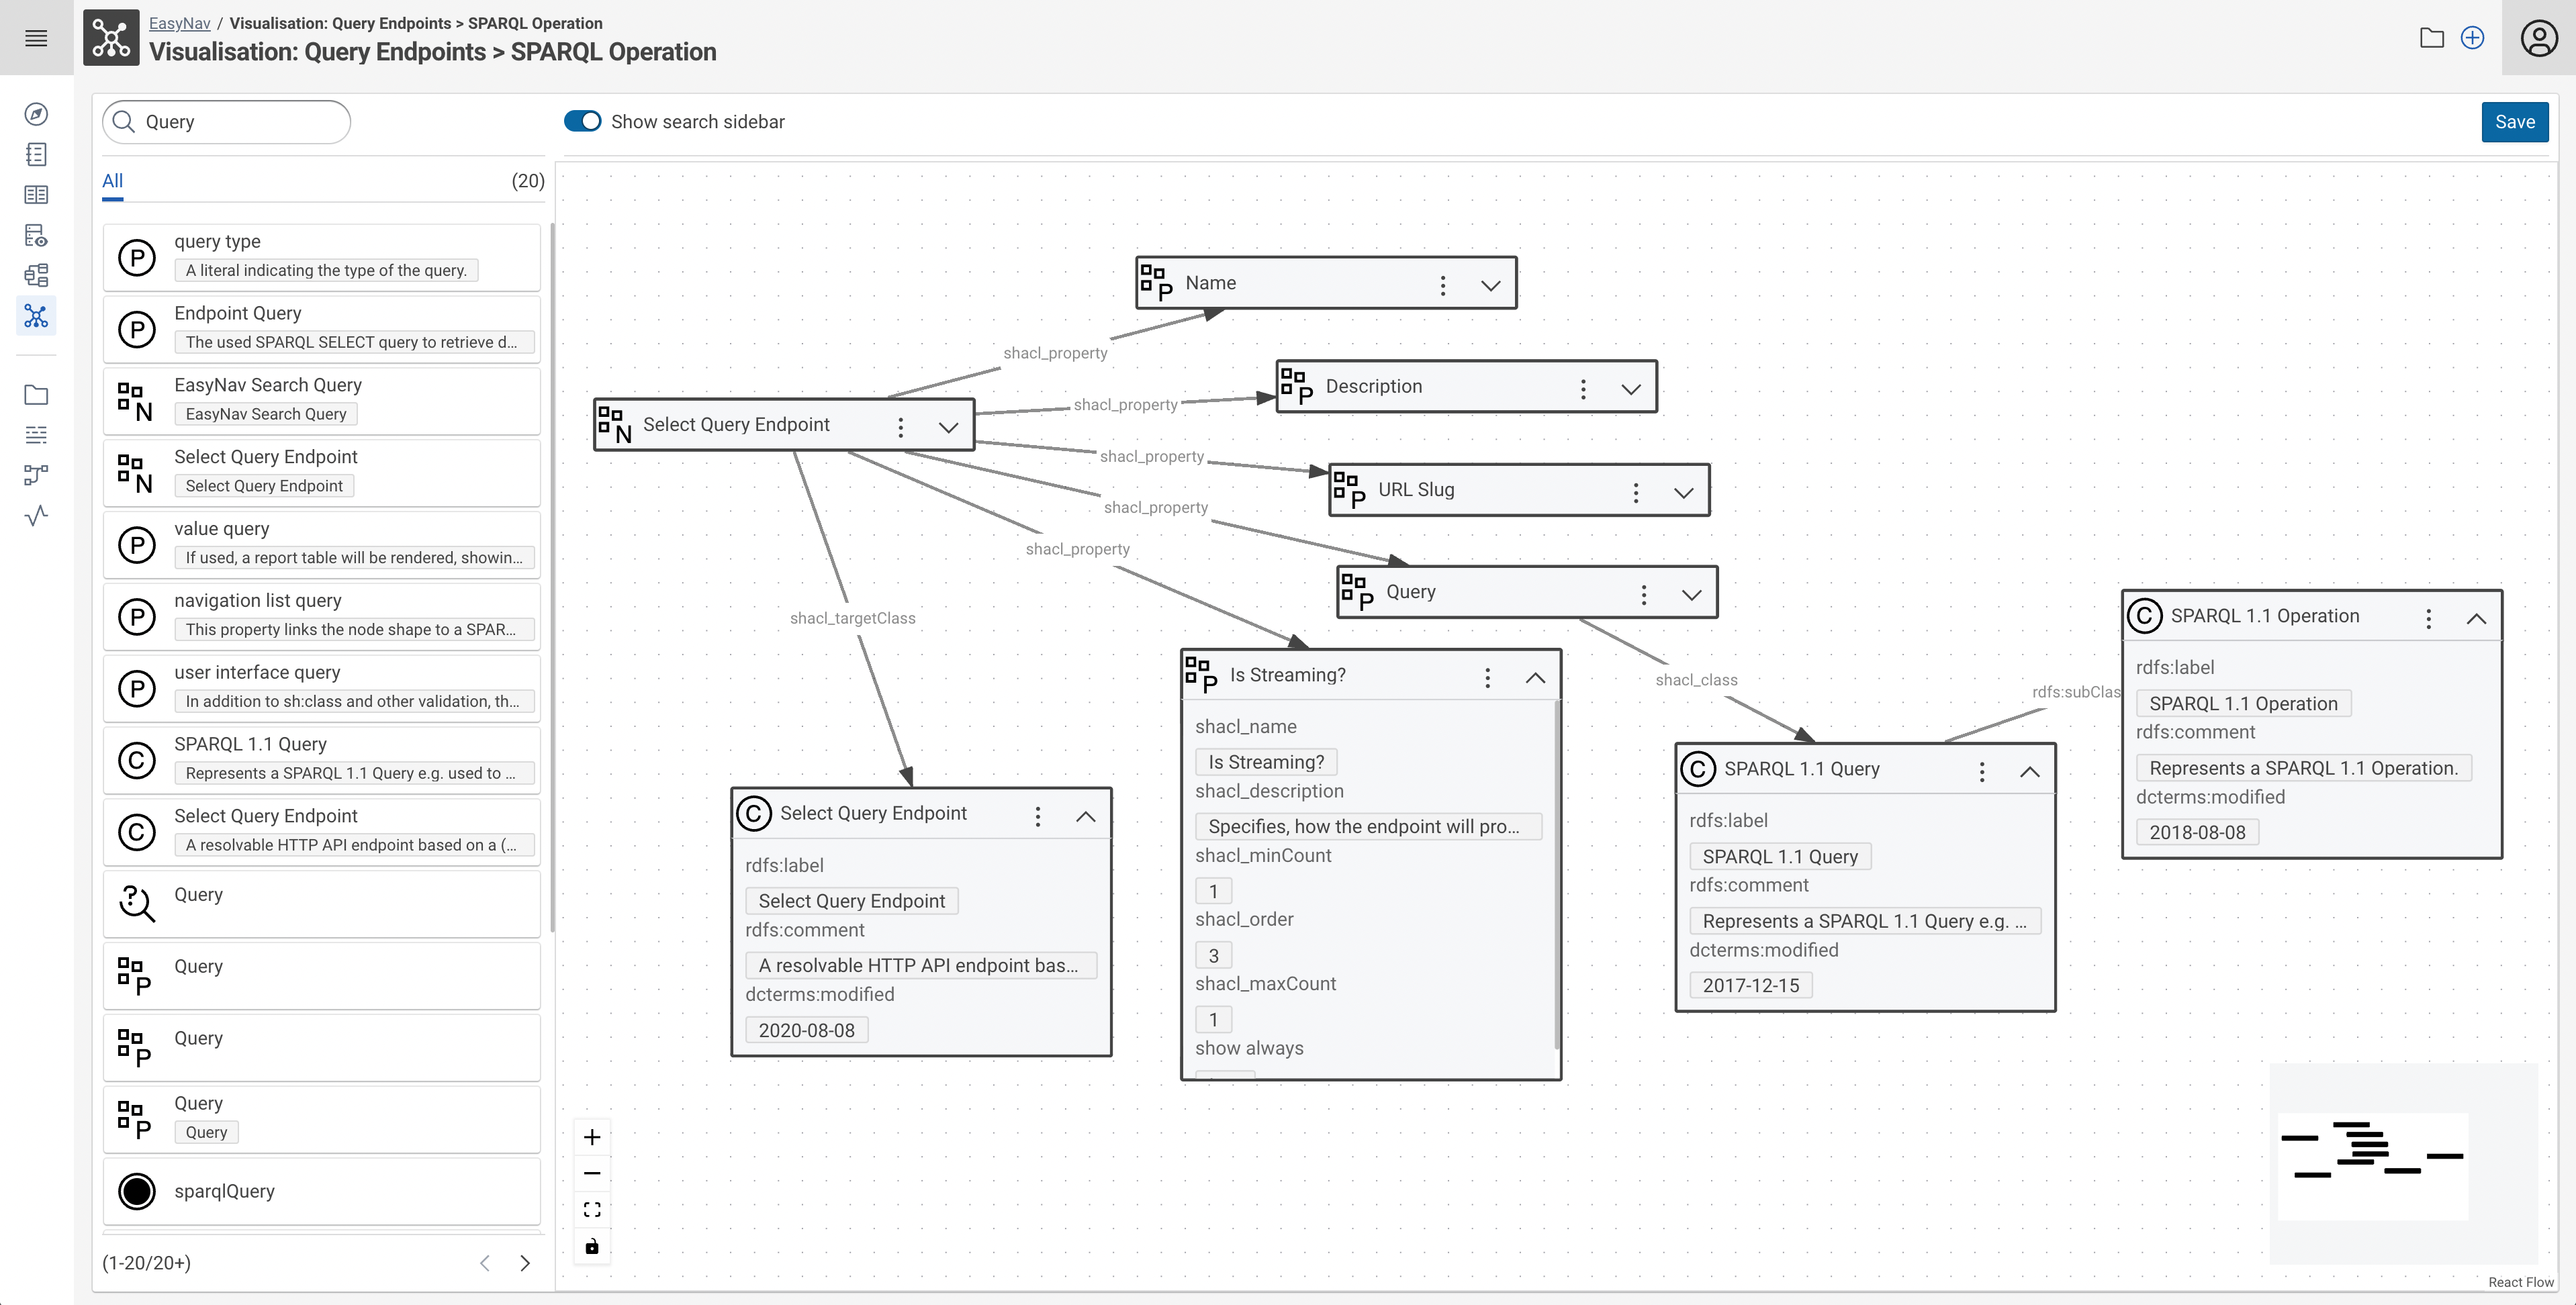 EasyNav / Visualisation: Query Endpoints > SPARQL Operation
Visualisation: Query Endpoints > SPARQL Operation
Query
Show search sidebar
Save
All (20)
P query type
A literal indicating the type of the query.
P Endpoint Query
The used SPARQL SELECT query to retrieve d...
N EasyNav Search Query
EasyNav Search Query
N Select Query Endpoint
Select Query Endpoint
P value query
If used, a report table will be rendered, showin...
P navigation list query
This property links the node shape to a SPAR...
P user interface query
In addition to sh:class and other validation, th...
C SPARQL 1.1 Query
Represents a SPARQL 1.1 Query e.g. used to ...
C Select Query Endpoint
A resolvable HTTP API endpoint based on a (...
? Query
P Query
P Query
P Query
Query
sparqlQuery
(1-20/20+)
P Name
shacl_property
P Description
shacl_property
N Select Query Endpoint
shacl_property
P URL Slug
shacl_property
shacl_property
P Query
shacl_targetClass
shacl_class
rdfs:subClas
P Is Streaming?
shacl_name
Is Streaming?
shacl_description
Specifies, how the endpoint will pro...
shacl_minCount
1
shacl_order
3
shacl_maxCount
1
show always
C Select Query Endpoint
rdfs:label
Select Query Endpoint
rdfs:comment
A resolvable HTTP API endpoint bas...
dcterms:modified
2020-08-08
C SPARQL 1.1 Query
rdfs:label
SPARQL 1.1 Query
rdfs:comment
Represents a SPARQL 1.1 Query e.g. ...
dcterms:modified
2017-12-15
C SPARQL 1.1 Operation
rdfs:label
SPARQL 1.1 Operation
rdfs:comment
Represents a SPARQL 1.1 Operation.
dcterms:modified
2018-08-08
React Flow